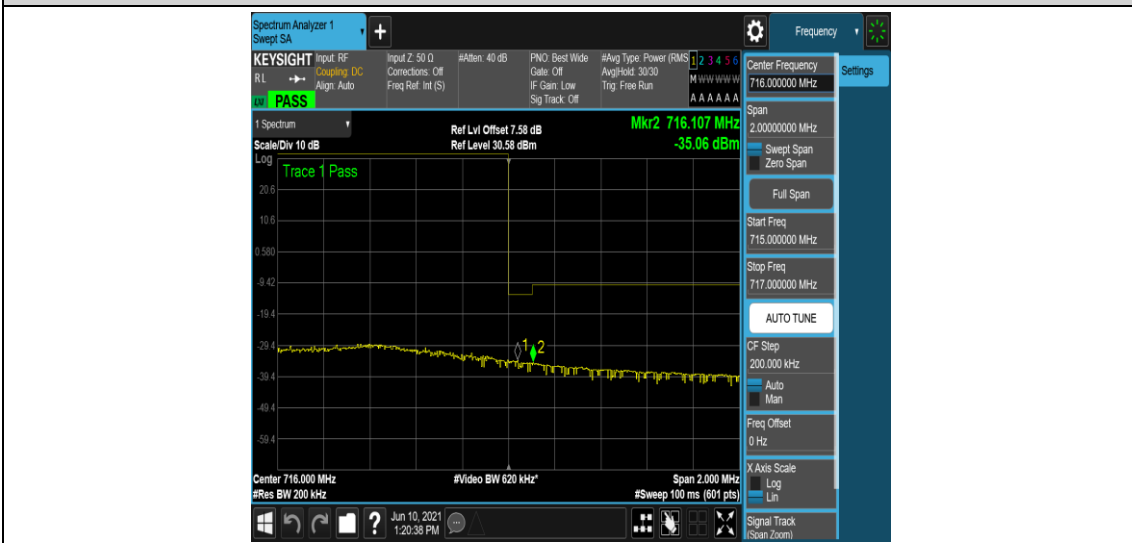 Spectrum Analyzer 1
Swept SA
+
Frequency
KEYSIGHT
RL
Input: RF
Coupling: DC
Align: Auto
Input Z: 50 Ω
Corrections: Off
Freq Ref: Int (S)
#Atten: 40 dB
PNO: Best Wide
Gate: Off
IF Gain: Low
Sig Track: Off
#Avg Type: Power (RMS
Avg|Hold: 30/30
Trig: Free Run
1 2 3 4 5 6
M W W W W W
A A A A A A
PASS
1 Spectrum
Scale/Div 10 dB
Ref Lvl Offset 7.58 dB
Ref Level 30.58 dBm
Mkr2 716.107 MHz
-35.06 dBm
Log
Trace 1 Pass
20.6
10.6
0.580
-9.42
-19.4
-29.4
-39.4
-49.4
-59.4
1
2
Center 716.000 MHz
#Res BW 200 kHz
#Video BW 620 kHz*
Span 2.000 MHz
#Sweep 100 ms (601 pts)
Jun 10, 2021
1:20:38 PM
?
Center Frequency
716.000000 MHz
Settings
Span
2.00000000 MHz
Swept Span
Zero Span
Full Span
Start Freq
715.000000 MHz
Stop Freq
717.000000 MHz
AUTO TUNE
CF Step
200.000 kHz
Auto
Man
Freq Offset
0 Hz
X Axis Scale
Log
Lin
Signal Track
(Span Zoom)